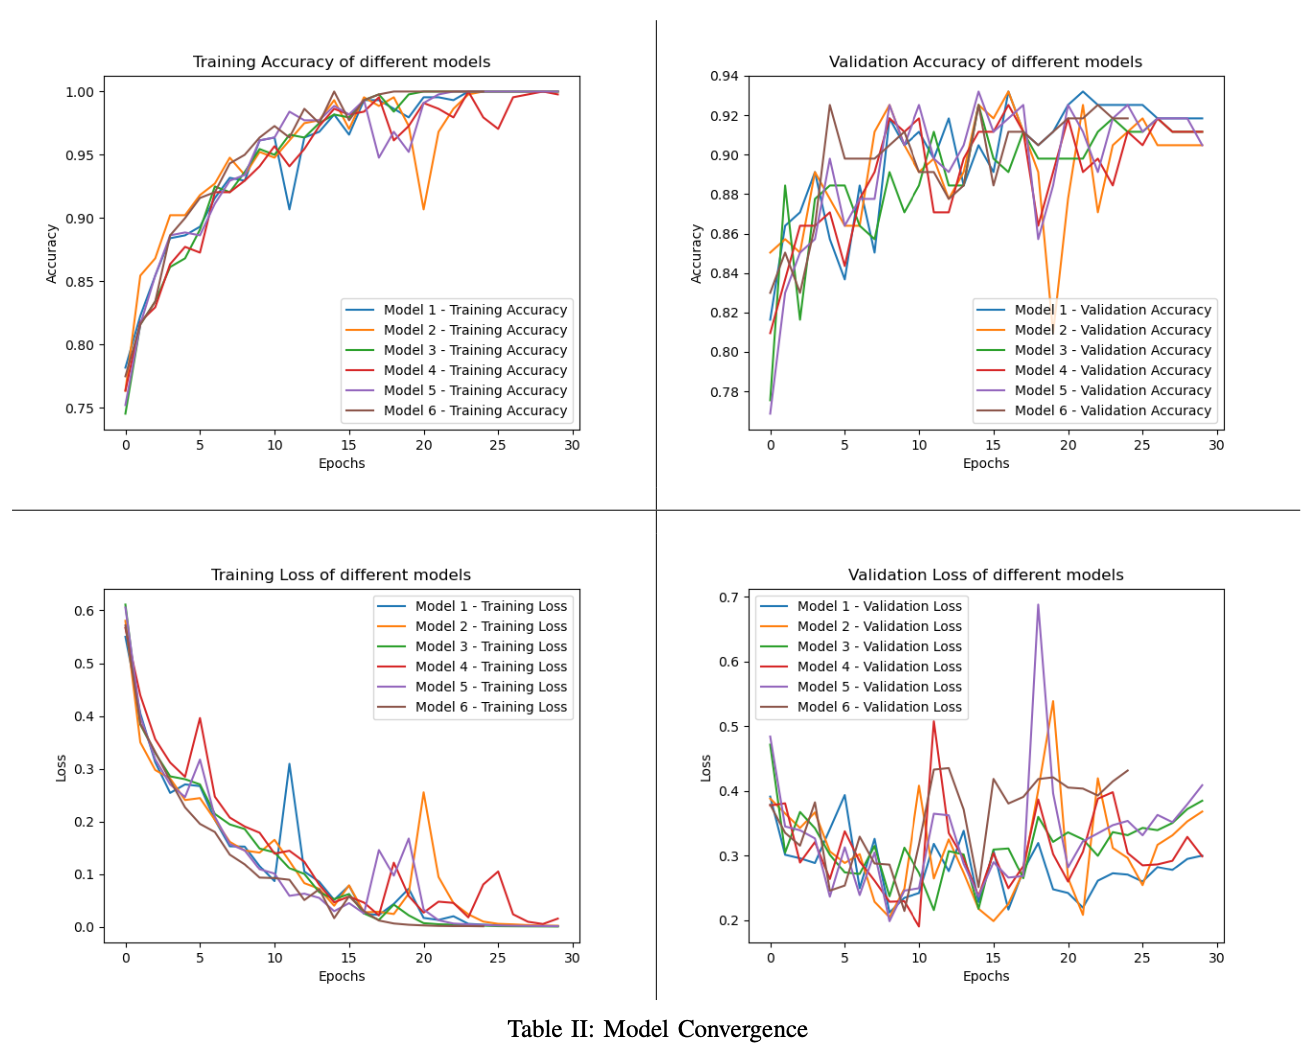 Training Accuracy of different models
1.00
0.95
0.90
0.85
0.80
0.75
Accuracy
Model 1 - Training Accuracy
Model 2 - Training Accuracy
Model 3 - Training Accuracy
Model 4 - Training Accuracy
Model 5 - Training Accuracy
Model 6 - Training Accuracy
0 5 10 15 20 25 30
Epochs
Validation Accuracy of different models
0.94
0.92
0.90
0.88
0.86
0.84
0.82
0.80
0.78
Accuracy
Model 1 - Validation Accuracy
Model 2 - Validation Accuracy
Model 3 - Validation Accuracy
Model 4 - Validation Accuracy
Model 5 - Validation Accuracy
Model 6 - Validation Accuracy
0 5 10 15 20 25 30
Epochs
Training Loss of different models
0.6
0.5
0.4
0.3
0.2
0.1
0.0
Loss
Model 1 - Training Loss
Model 2 - Training Loss
Model 3 - Training Loss
Model 4 - Training Loss
Model 5 - Training Loss
Model 6 - Training Loss
0 5 10 15 20 25 30
Epochs
Validation Loss of different models
0.7
0.6
0.5
0.4
0.3
0.2
Loss
Model 1 - Validation Loss
Model 2 - Validation Loss
Model 3 - Validation Loss
Model 4 - Validation Loss
Model 5 - Validation Loss
Model 6 - Validation Loss
0 5 10 15 20 25 30
Epochs
Table II: Model Convergence